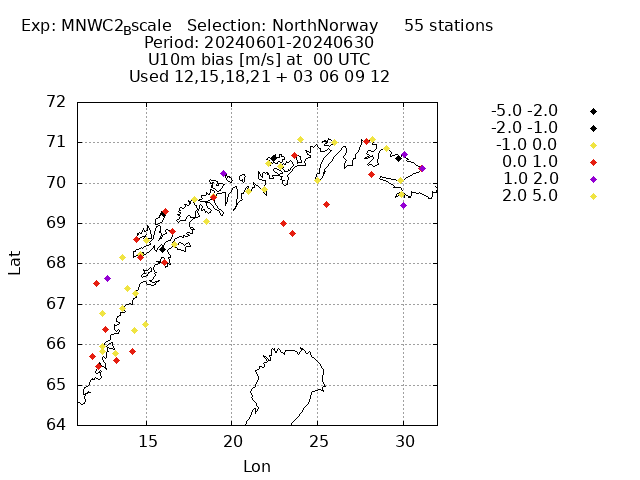 Exp: MNWC2Bscale   Selection: NorthNorway     55 stations
Period: 20240601-20240630
U10m bias [m/s] at  00 UTC
Used 12,15,18,21 + 03 06 09 12
-5.0 -2.0
-2.0 -1.0
-1.0 0.0
0.0 1.0
1.0 2.0
2.0 5.0
72
71
70
69
68
67
66
65
64
Lat
15 20 25 30
Lon